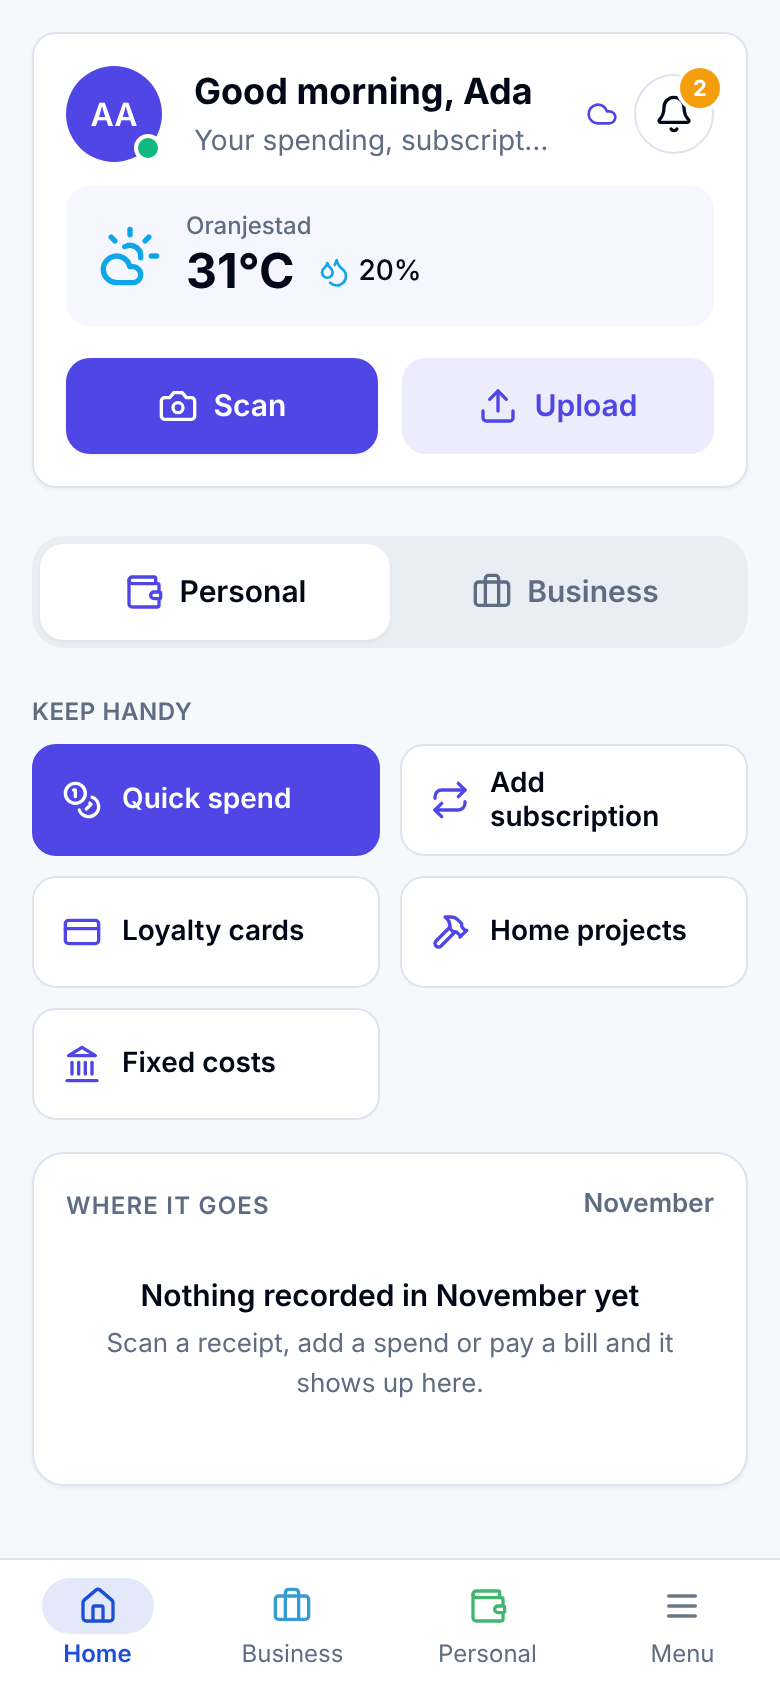 AA
Good morning, Ada
Your spending, subscript...
2
Oranjestad
31°C
20%
Scan
Upload
Personal
Business
KEEP HANDY
Quick spend
Add
subscription
Loyalty cards
Home projects
Fixed costs
WHERE IT GOES
November
Nothing recorded in November yet
Scan a receipt, add a spend or pay a bill and it
shows up here.
Home
Business
Personal
Menu